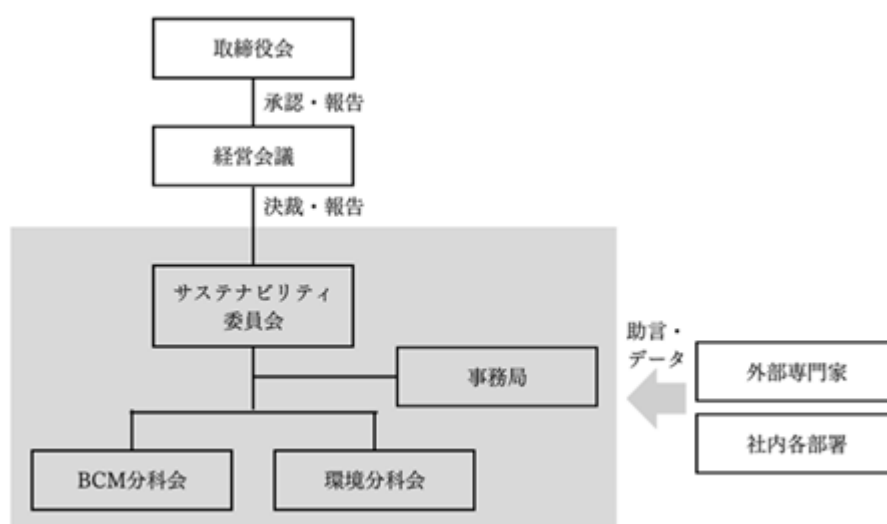 取締役会
承認・報告
経営会議
決裁・報告
サステナビリティ
委員会
事務局
BCM分科会
環境分科会
助言・
データ
外部専門家
社内各部署